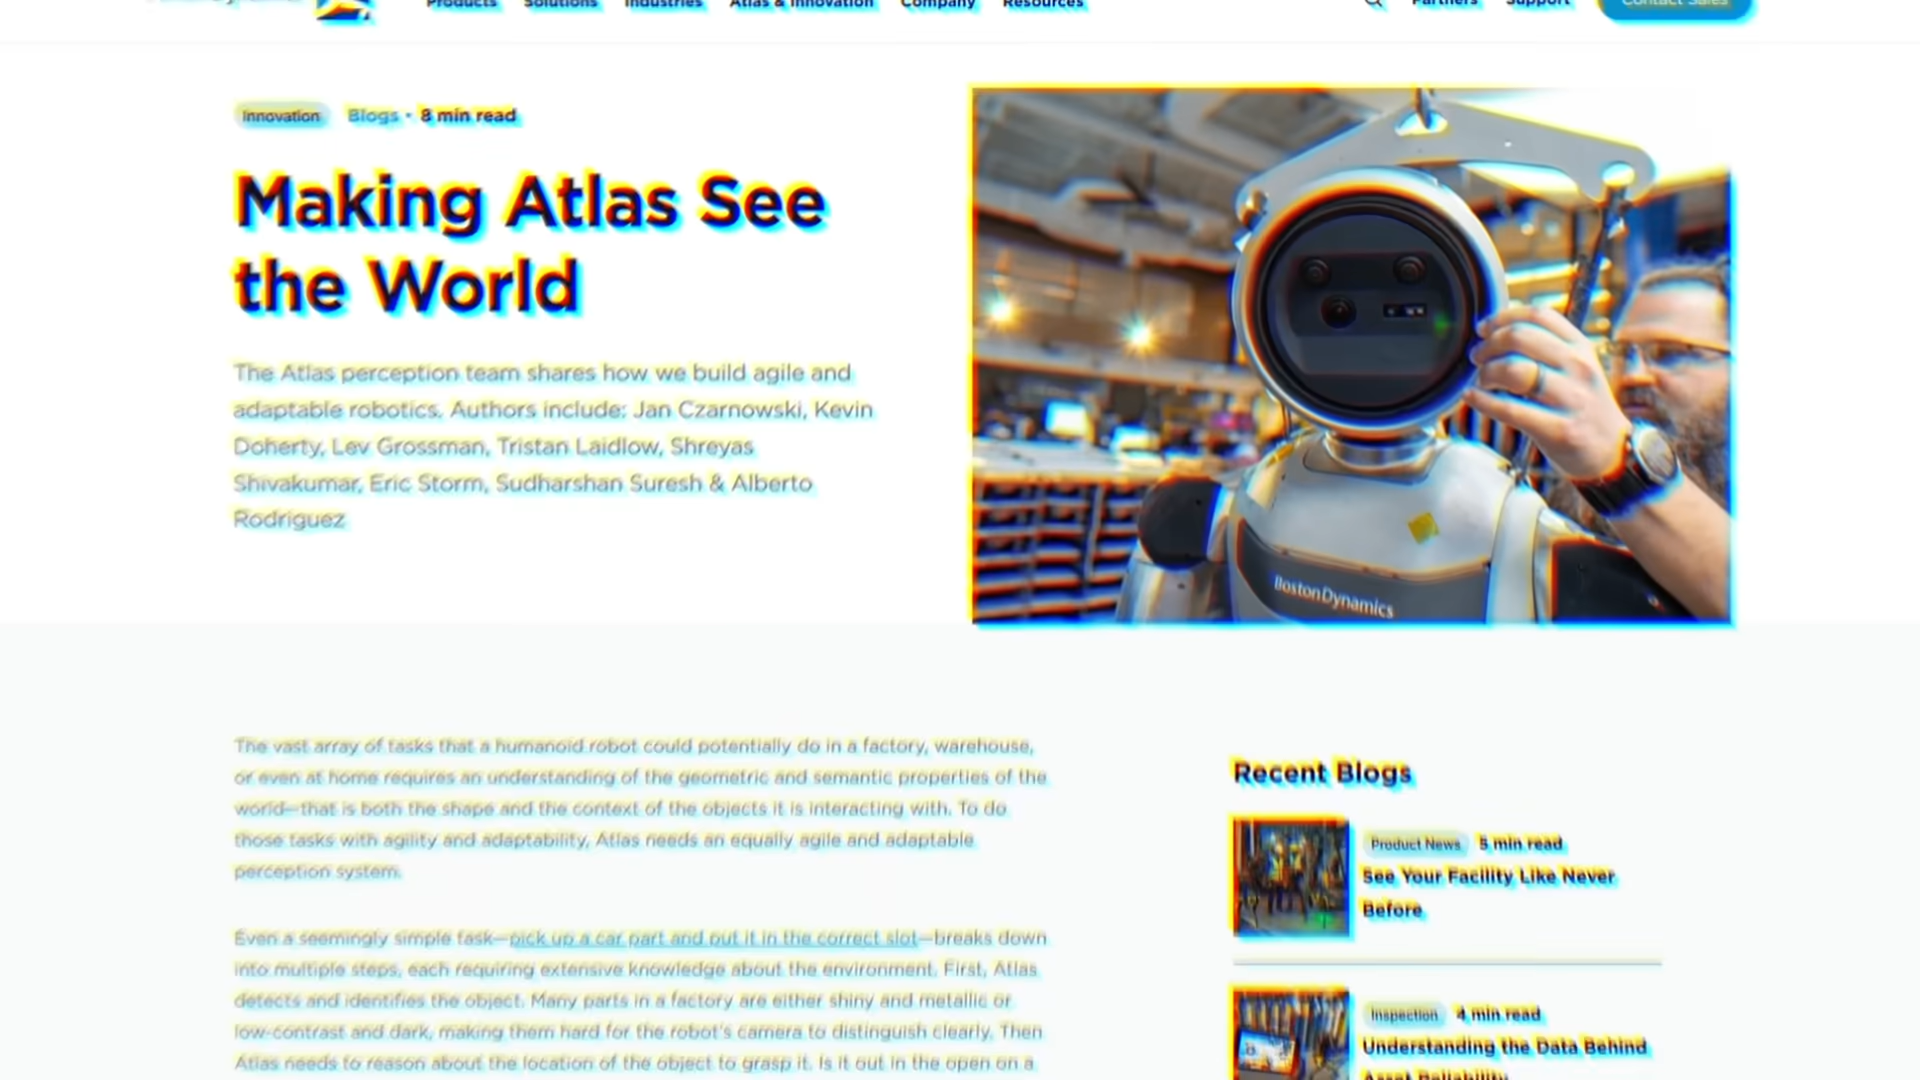 Products Solutions Industries Atlas & Innovation Company Resources Partners Support Contact Sales
Innovation Blogs • 8 min read
Making Atlas See
the World
The Atlas perception team shares how we build agile and
adaptable robotics. Authors include: Jan Czarnowski, Kevin
Doherty, Lev Grossman, Tristan Laidlow, Shreyas
Shivakumar, Eric Storm, Sudharshan Suresh & Alberto
Rodriguez
BostonDynamics
The vast array of tasks that a humanoid robot could potentially do in a factory, warehouse,
or even at home requires an understanding of the geometric and semantic properties of the
world—that is both the shape and the context of the objects it is interacting with. To do
those tasks with agility and adaptability, Atlas needs an equally agile and adaptable
perception system.
Even a seemingly simple task—pick up a car part and put it in the correct slot—breaks down
into multiple steps, each requiring extensive knowledge about the environment. First, Atlas
detects and identifies the object. Many parts in a factory are either shiny and metallic or
low-contrast and dark, making them hard for the robot's camera to distinguish clearly. Then
Atlas needs to reason about the location of the object to grasp it. Is it out in the open on a
Recent Blogs
Product News 5 min read
See Your Facility Like Never
Before
Inspection 4 min read
Understanding the Data Behind
Asset Reliability